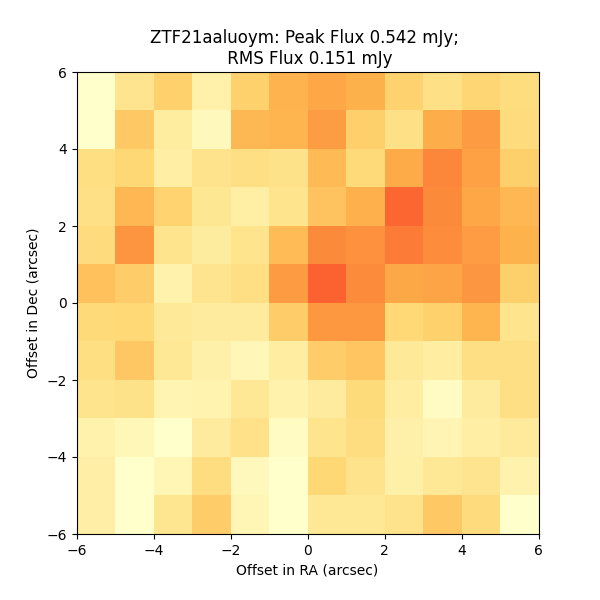 ZTF21aaluoym: Peak Flux 0.542 mJy;
RMS Flux 0.151 mJy
6
4
2
0
−2
−4
−6
Offset in Dec (arcsec)
−6 −4 −2 0 2 4 6
Offset in RA (arcsec)